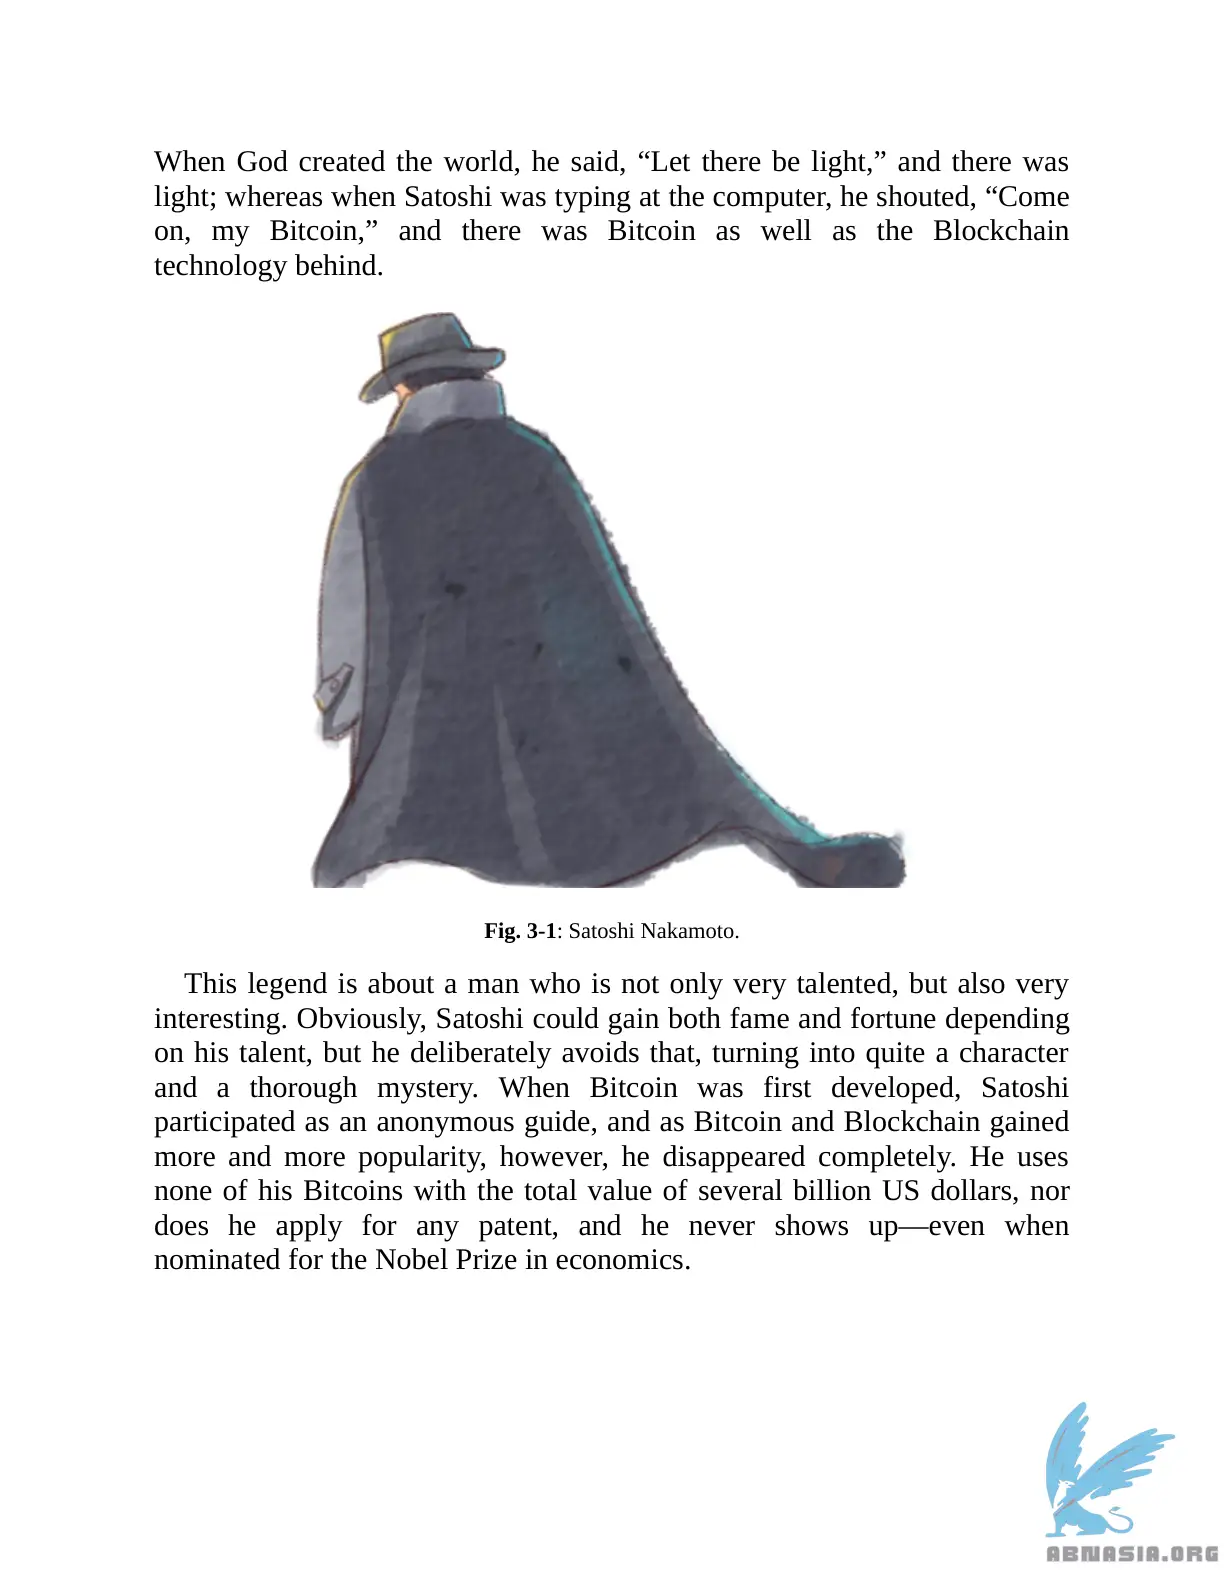 When God created the world, he said, “Let there be light,” and there was
light; whereas when Satoshi was typing at the computer, he shouted, “Come
on, my Bitcoin,” and there was Bitcoin as well as the Blockchain
technology behind.
Fig. 3-1: Satoshi Nakamoto.
This legend is about a man who is not only very talented, but also very
interesting. Obviously, Satoshi could gain both fame and fortune depending
on his talent, but he deliberately avoids that, turning into quite a character
and a thorough mystery. When Bitcoin was first developed, Satoshi
participated as an anonymous guide, and as Bitcoin and Blockchain gained
more and more popularity, however, he disappeared completely. He uses
none of his Bitcoins with the total value of several billion US dollars, nor
does he apply for any patent, and he never shows up—even when
nominated for the Nobel Prize in economics.
ABNASIA.ORG